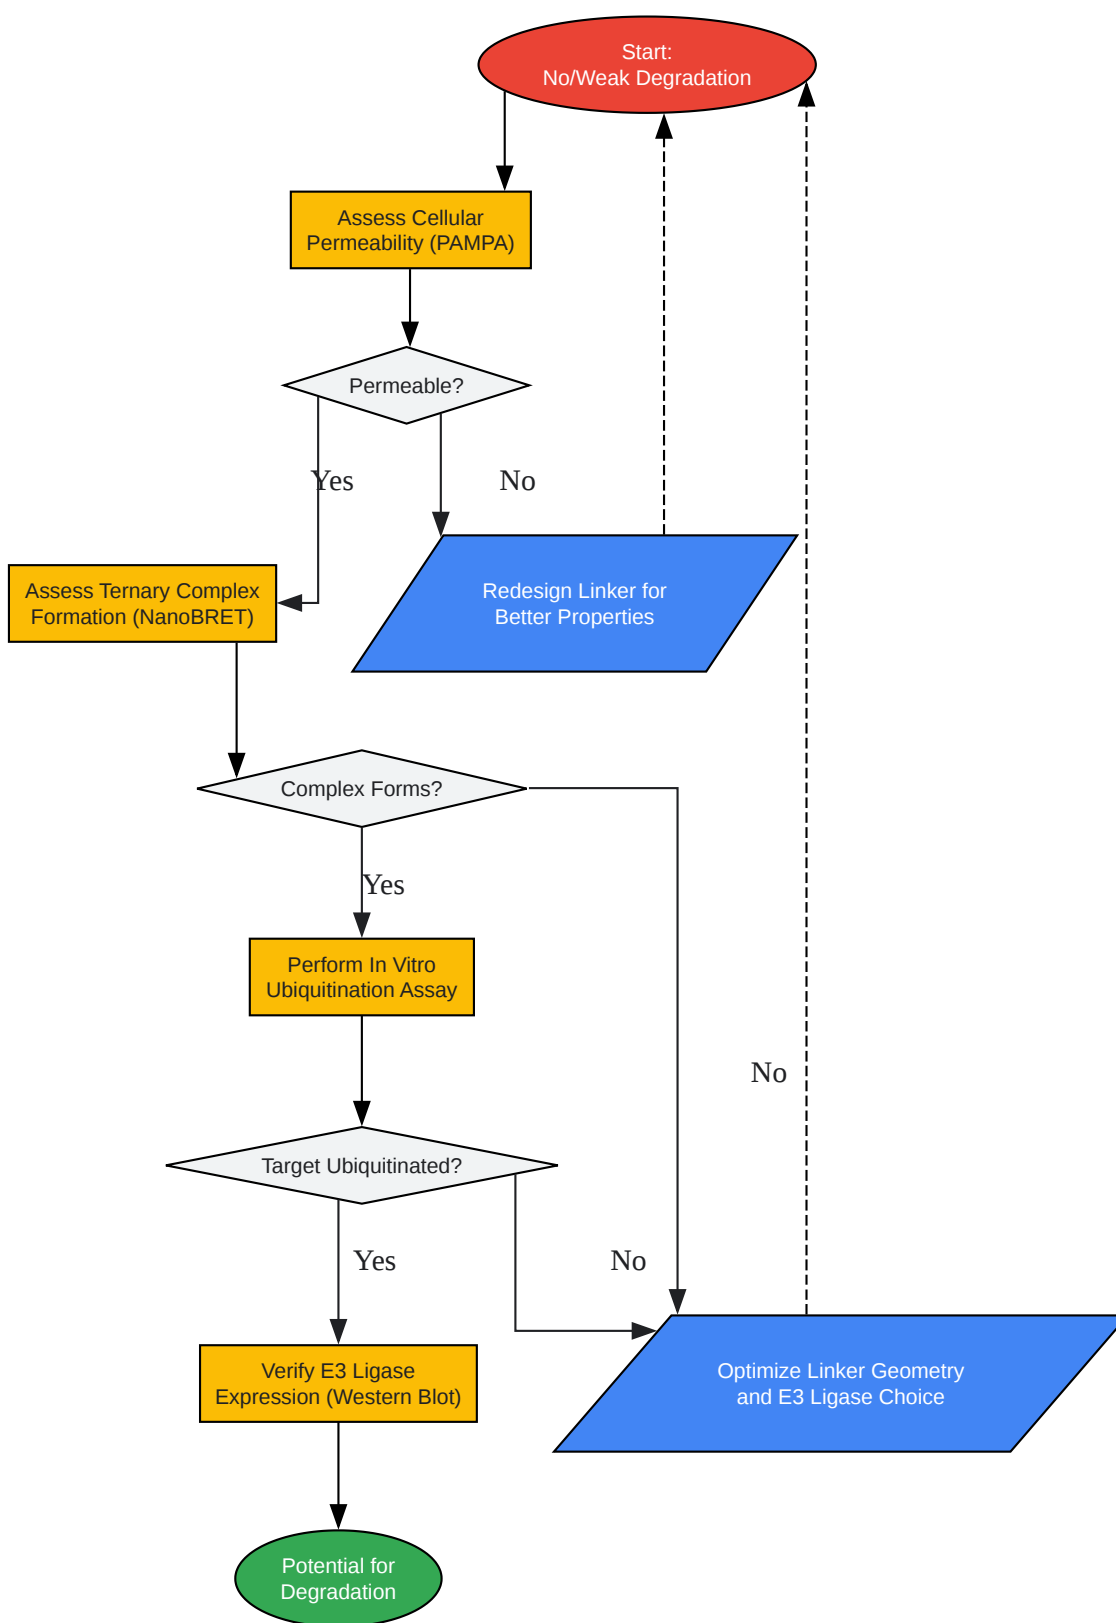 Start:
No/Weak Degradation
Assess Cellular
Permeability (PAMPA)
Permeable?
Yes
No
Assess Ternary Complex
Formation (NanoBRET)
Redesign Linker for
Better Properties
Complex Forms?
Yes
Perform In Vitro
Ubiquitination Assay
No
Target Ubiquitinated?
Yes
No
Verify E3 Ligase
Expression (Western Blot)
Optimize Linker Geometry
and E3 Ligase Choice
Potential for
Degradation